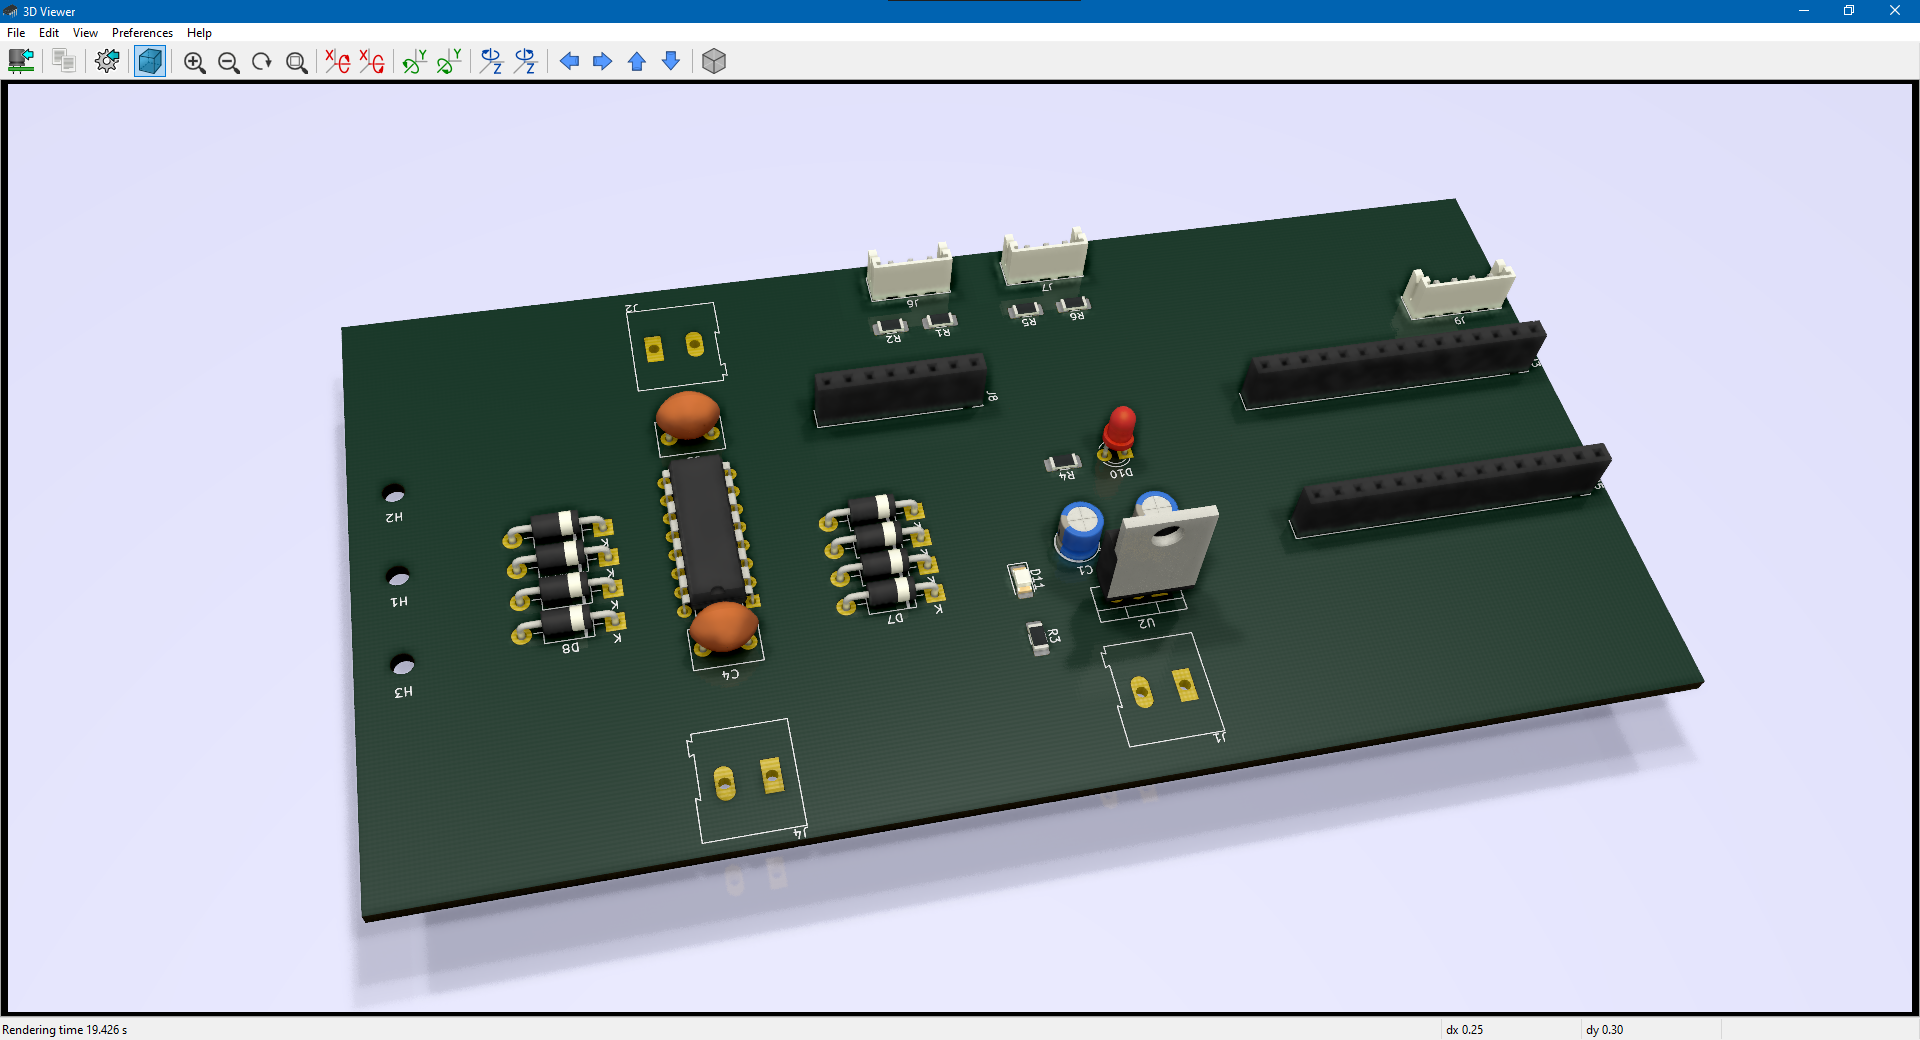 3D Viewer
File Edit View Preferences Help
J2
J6
J7
J9
R2
R1
R5
R6
J8
R4
D10
H2
H1
H3
K
K
K
K
D8
C4
K
K
K
K
D7
D11
C1
R3
U2
J1
J4
Rendering time 19.426 s
dx 0.25
dy 0.30